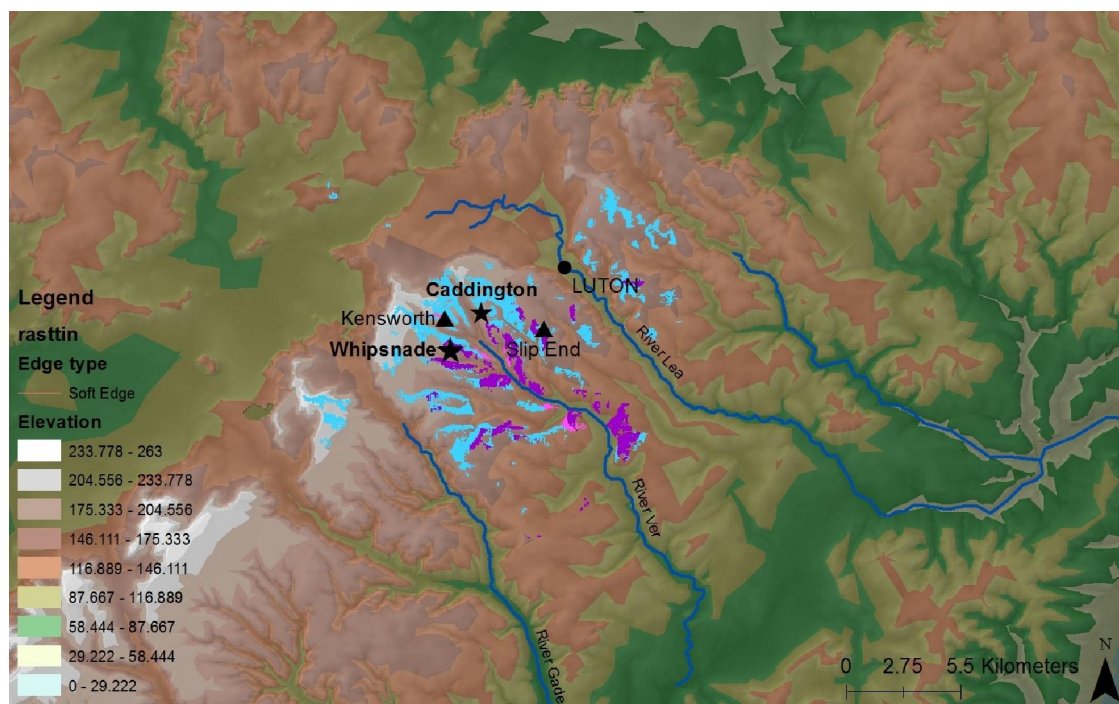 Caddington
LUTON
Kensworth
Slip End
Whipsnade
River Lea
River Ver
River Gade
Legend
rasttin
Edge type
Soft Edge
Elevation
233.778 - 263
204.556 - 233.778
175.333 - 204.556
146.111 - 175.333
116.889 - 146.111
87.667 - 116.889
58.444 - 87.667
29.222 - 58.444
0 - 29.222
0 2.75 5.5 Kilometers
N